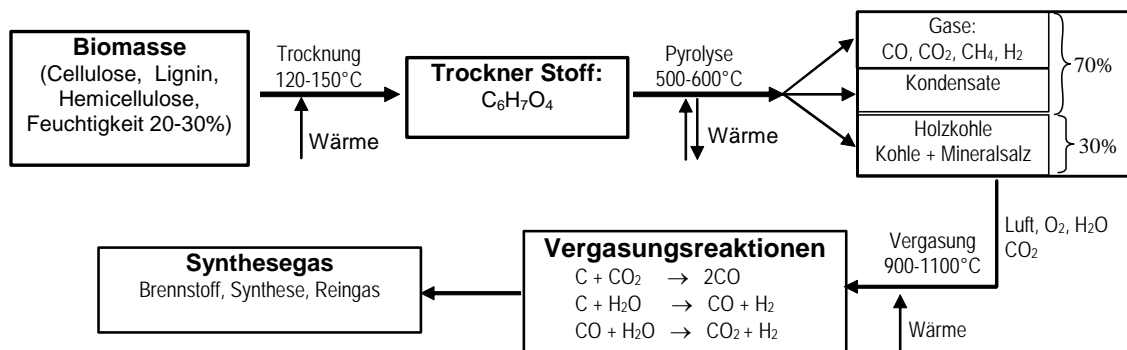 Biomasse
(Cellulose, Lignin,
Hemicellulose,
Feuchtigkeit 20-30%)
Trocknung
120-150°C
Wärme
Trockner Stoff:
C₆H₇O₄
Pyrolyse
500-600°C
Wärme
Gase:
CO, CO₂, CH₄, H₂
Kondensate
70%
Holzkohle
Kohle + Mineralsalz
30%
Luft, O₂, H₂O
CO₂
Vergasung
900-1100°C
Wärme
Vergasungsreaktionen
C + CO₂ → 2CO
C + H₂O → CO + H₂
CO + H₂O → CO₂ + H₂
Synthesegas
Brennstoff, Synthese, Reingas